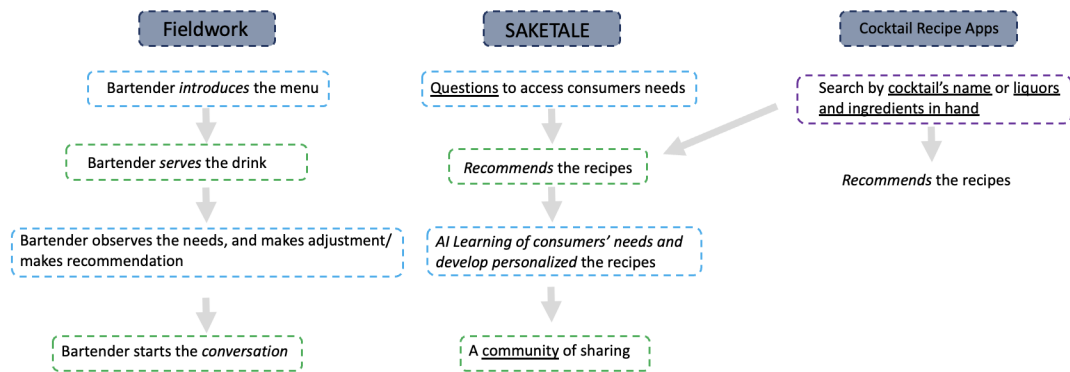 Fieldwork
Bartender introduces the menu
Bartender serves the drink
Bartender observes the needs, and makes adjustment/
makes recommendation
Bartender starts the conversation
SAKETALE
Questions to access consumers needs
Recommends the recipes
AI Learning of consumers' needs and
develop personalized the recipes
A community of sharing
Cocktail Recipe Apps
Search by cocktail's name or liquors
and ingredients in hand
Recommends the recipes